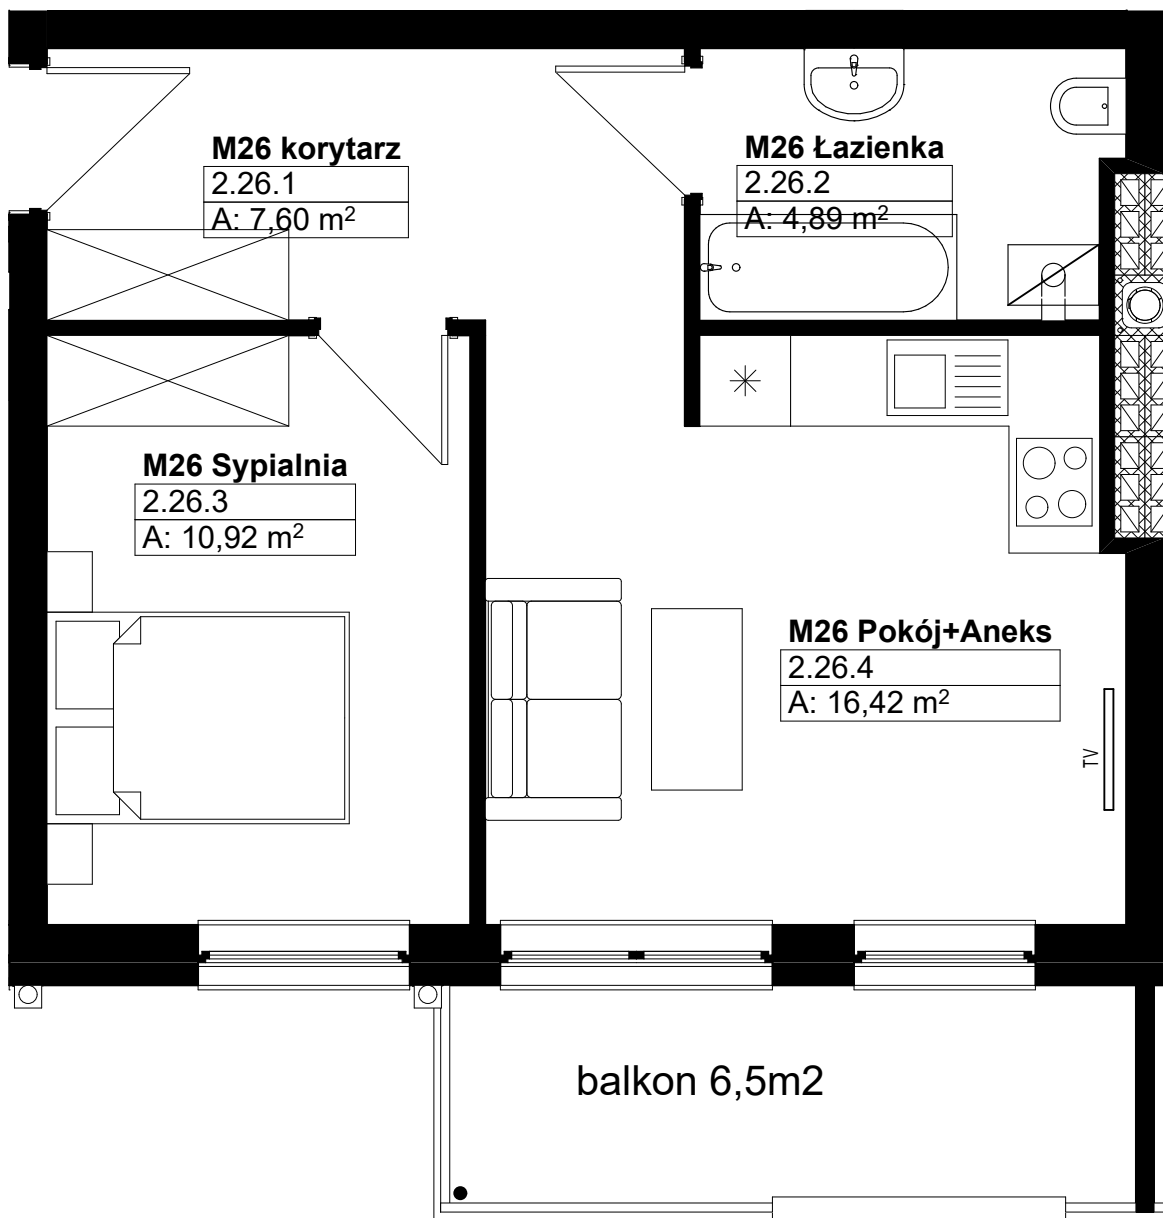 M26 korytarz
2.26.1
A: 7,60 m²
M26 Łazienka
2.26.2
A: 4,89 m²
M26 Sypialnia
2.26.3
A: 10,92 m²
M26 Pokój+Aneks
2.26.4
A: 16,42 m²
TV
balkon 6,5m2